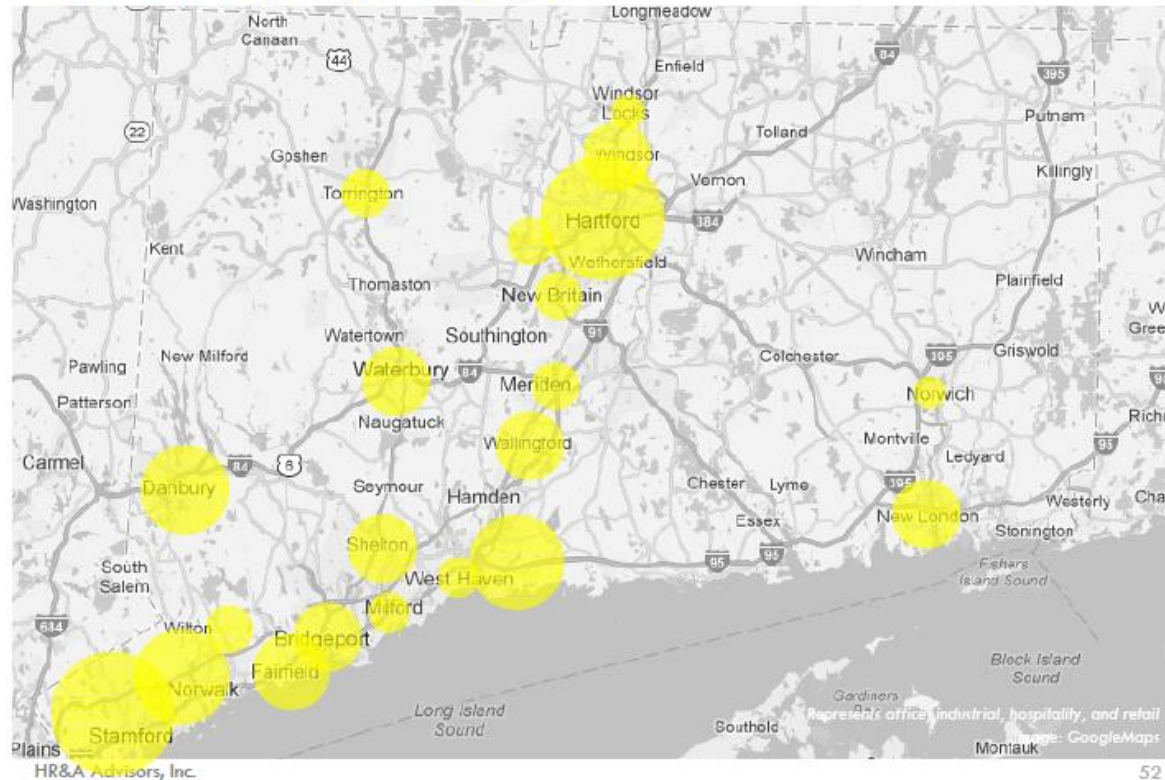 Longmeadow
North
Canaan
44
84
Enfield
395
Windsor
Locks
Putnam
22
Tolland
Goshen
Windsor
Killingly
Vernon
Torrington
Washington
Hartford
384
Kent
Wethersfield
Windham
Thomaston
Plainfield
New Britain
Watertown
Southington
91
New Milford
Colchester
395
Griswold
Pawling
Waterbury
84
Meriden
Norwich
Patterson
Naugatuck
Wallingford
Montville
95
Carmel
84
6
Ledyard
Danbury
Seymour
Hamden
Chester
Lyme
395
Westerly
New London
Essex
Stonington
Shelton
95
95
Fishers
Island Sound
South
Salem
West Haven
Milford
684
Wilton
Bridgeport
Fairfield
Block Island
Sound
Norwalk
Gardiners
Long Island
Sound
Represents office, industrial, hospitality, and retail
Stamford
Southold
Image: GoogleMaps
Plains
Montauk
HR&A Advisors, Inc.
52